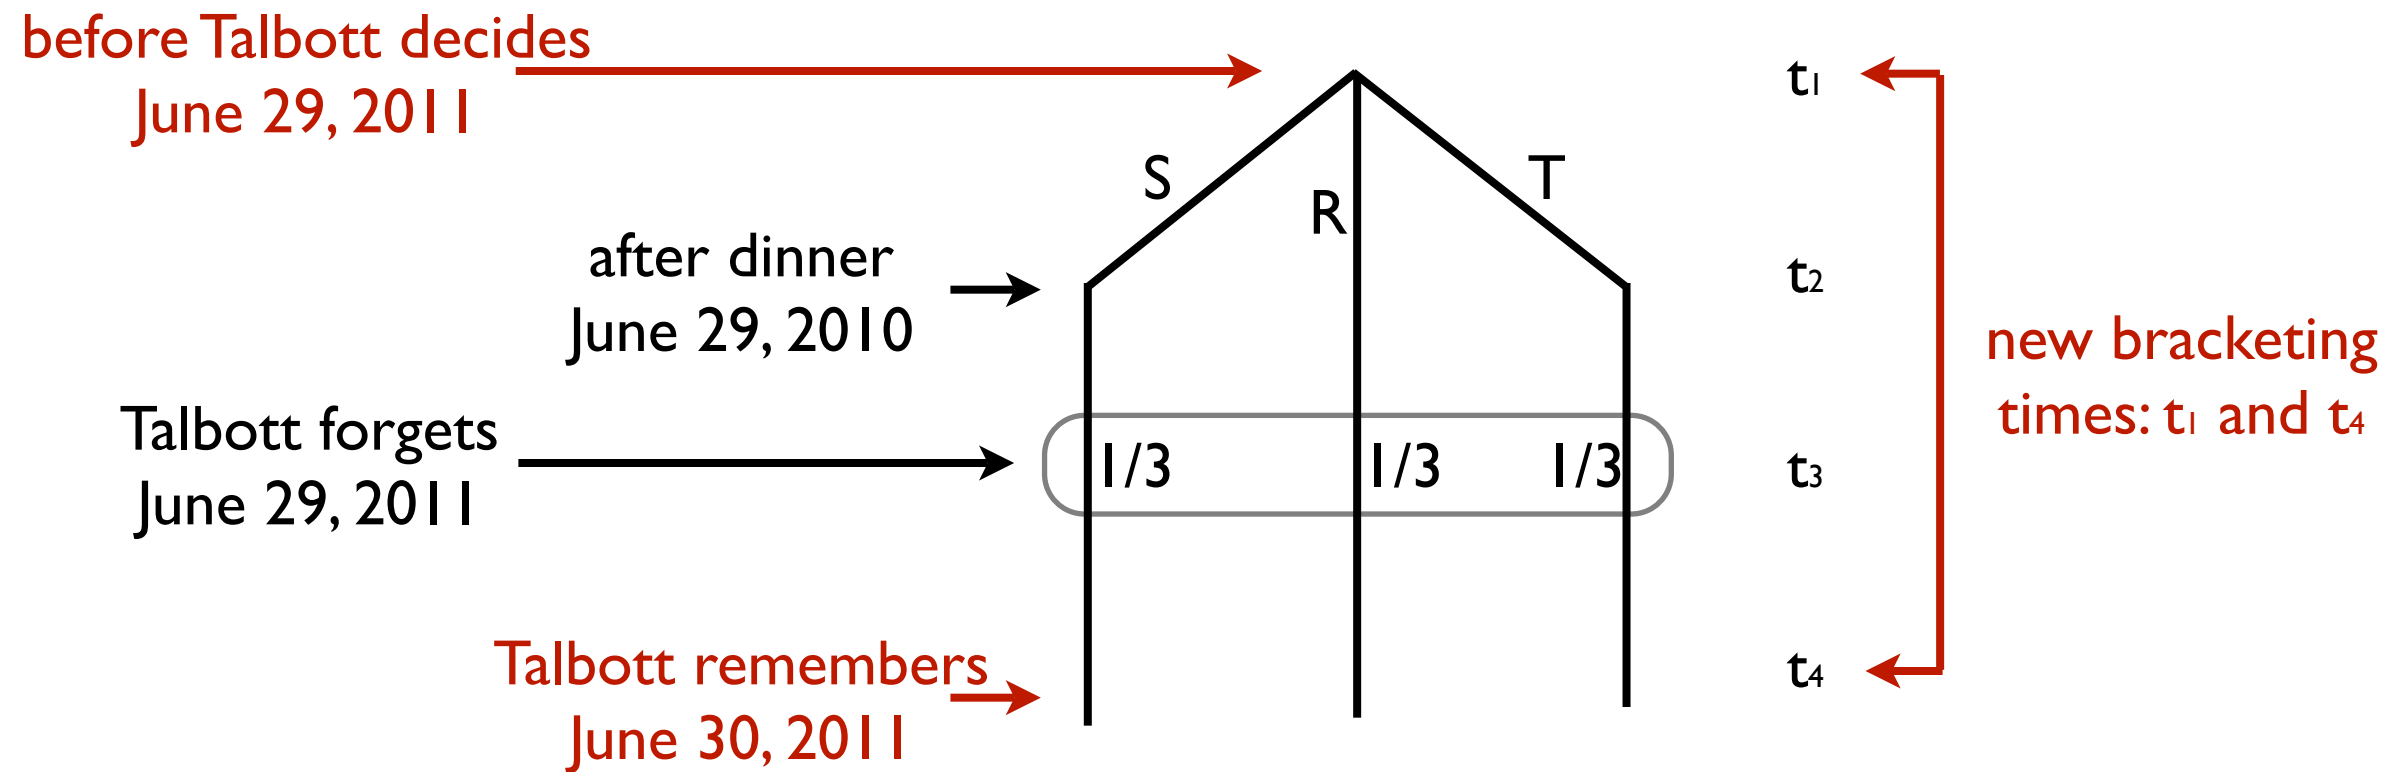 before Talbott decides
June 29, 2011
t1
S
R
T
after dinner
June 29, 2010
t2
new bracketing
times: t1 and t4
Talbott forgets
June 29, 2011
1/3
1/3
1/3
t3
Talbott remembers
June 30, 2011
t4